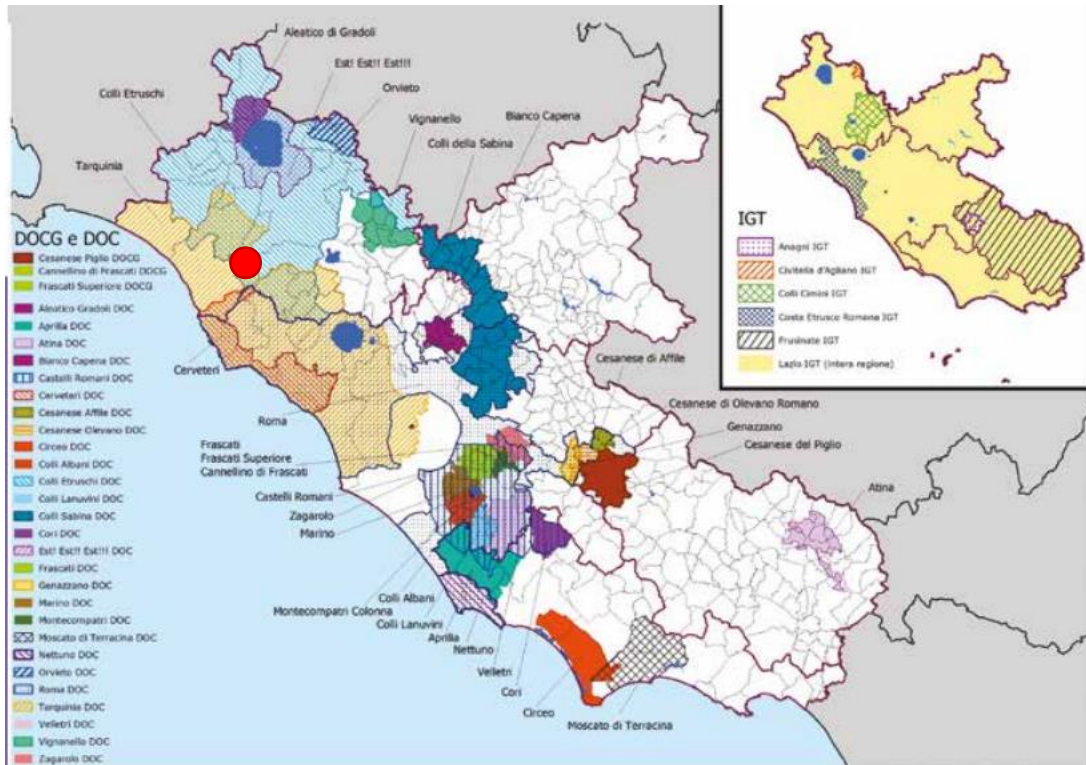 Aleatico di Gradoli
Est! Est!! Est!!!
Orvieto
Colli Etruschi
Vignanello
Bianco Capena
Colli della Sabina
Tarquinia
DOCG e DOC
Cesanese Piglio DOCG
Cannellino di Frascati DOCG
Frascati Superiore DOCG
Aleatico Gradoli DOC
Aprilia DOC
Atina DOC
Bianco Capena DOC
Castelli Romani DOC
Cerveteri DOC
Cesanese Affile DOC
Cesanese Olevano DOC
Circeo DOC
Colli Albani DOC
Colli Etruschi DOC
Colli Lanuvini DOC
Colli Sabina DOC
Cori DOC
Est! Est!! Est!!! DOC
Frascati DOC
Genazzano DOC
Marino DOC
Montecompatri DOC
Moscato di Terracina DOC
Nettuno DOC
Orvieto DOC
Roma DOC
Tarquinia DOC
Velletri DOC
Vignanello DOC
Zagarolo DOC
Cerveteri
Roma
Frascati
Frascati Superiore
Cannellino di Frascati
Castelli Romani
Zagarolo
Marino
Colli Albani
Montecompatri Colonna
Colli Lanuvini
Aprilia
Nettuno
Velletri
Cori
Circeo
Moscato di Terracina
Cesanese di Affile
Cesanese di Olevano Romano
Genazzano
Cesanese del Piglio
Atina
IGT
Anagni IGT
Civitella d'Agliano IGT
Colli Cimini IGT
Costa Etrusco Romana IGT
Frusinate IGT
Lazio IGT (intera regione)